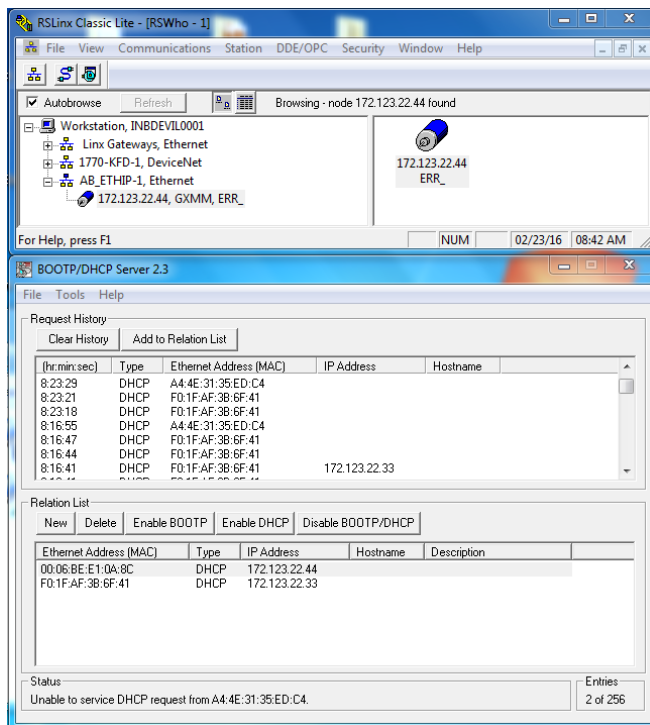 RSLinx Classic Lite - [RSWho - 1]
File View Communications Station DDE/OPC Security Window Help
Autobrowse Refresh Browsing - node 172.123.22.44 found
Workstation, INBDEVIL0001
Linx Gateways, Ethernet
1770-KFD-1, DeviceNet
AB_ETHIP-1, Ethernet
172.123.22.44, GXMM, ERR_
172.123.22.44
ERR_
For Help, press F1 NUM 02/23/16 08:42 AM
BOOTP/DHCP Server 2.3
File Tools Help
Request History
Clear History Add to Relation List
(hr:min:sec) Type Ethernet Address (MAC) IP Address Hostname
8:23:29 DHCP A4:4E:31:35:ED:C4
8:23:21 DHCP F0:1F:AF:3B:6F:41
8:23:18 DHCP F0:1F:AF:3B:6F:41
8:16:55 DHCP A4:4E:31:35:ED:C4
8:16:47 DHCP F0:1F:AF:3B:6F:41
8:16:44 DHCP F0:1F:AF:3B:6F:41
8:16:41 DHCP F0:1F:AF:3B:6F:41 172.123.22.33
Relation List
New Delete Enable BOOTP Enable DHCP Disable BOOTP/DHCP
Ethernet Address (MAC) Type IP Address Hostname Description
00:06:BE:E1:0A:8C DHCP 172.123.22.44
F0:1F:AF:3B:6F:41 DHCP 172.123.22.33
Status
Unable to service DHCP request from A4:4E:31:35:ED:C4.
Entries
2 of 256